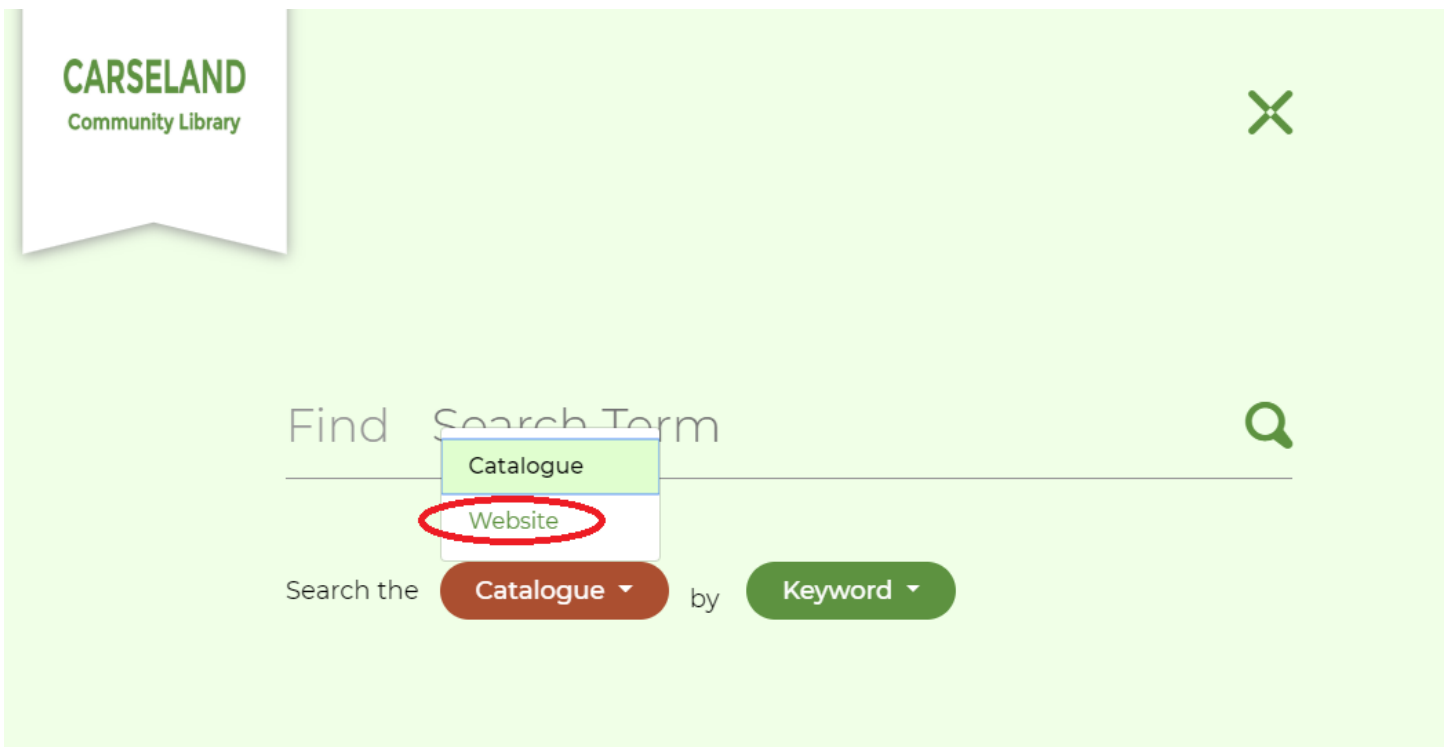 CARSELAND
Community Library
Find Search Term
Catalogue
Website
Search the Catalogue by Keyword